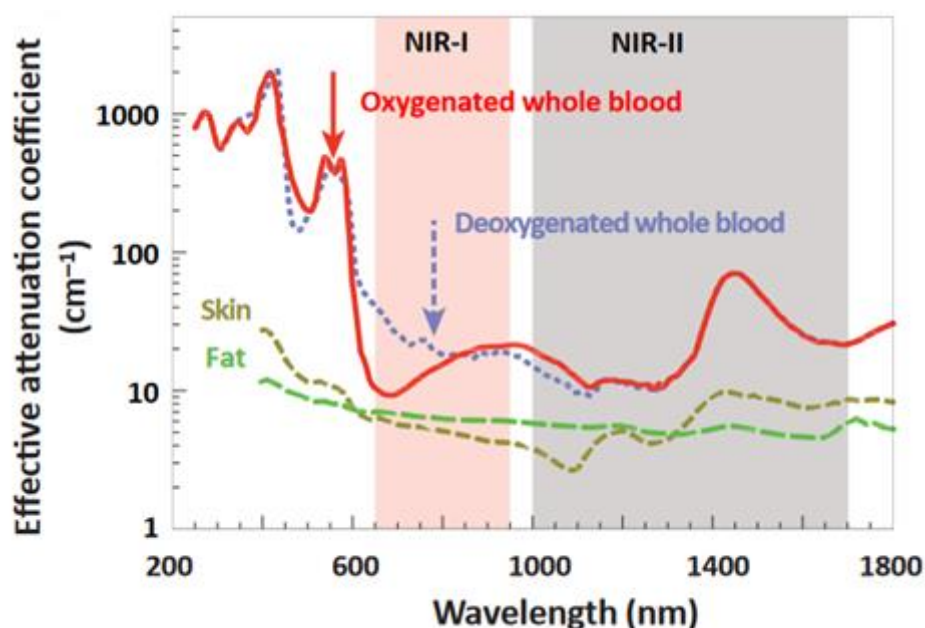 Effective attenuation coefficient
(cm⁻¹)
1000
100
10
1
NIR-I
NIR-II
Oxygenated whole blood
Deoxygenated whole blood
Skin
Fat
200
600
1000
1400
1800
Wavelength (nm)